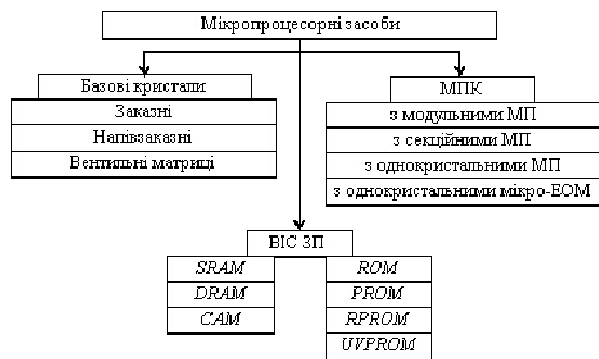 Мікропроцесорні засоби
Базові кристали
Заказні
Напівзаказні
Вентильні матриці
МПК
з модульними МП
з секційними МП
з однокристальними МП
з однокристальними мікро-ЕОМ
ВІС ЗП
SRAM
DRAM
CAM
ROM
PROM
RPROM
UVPROM